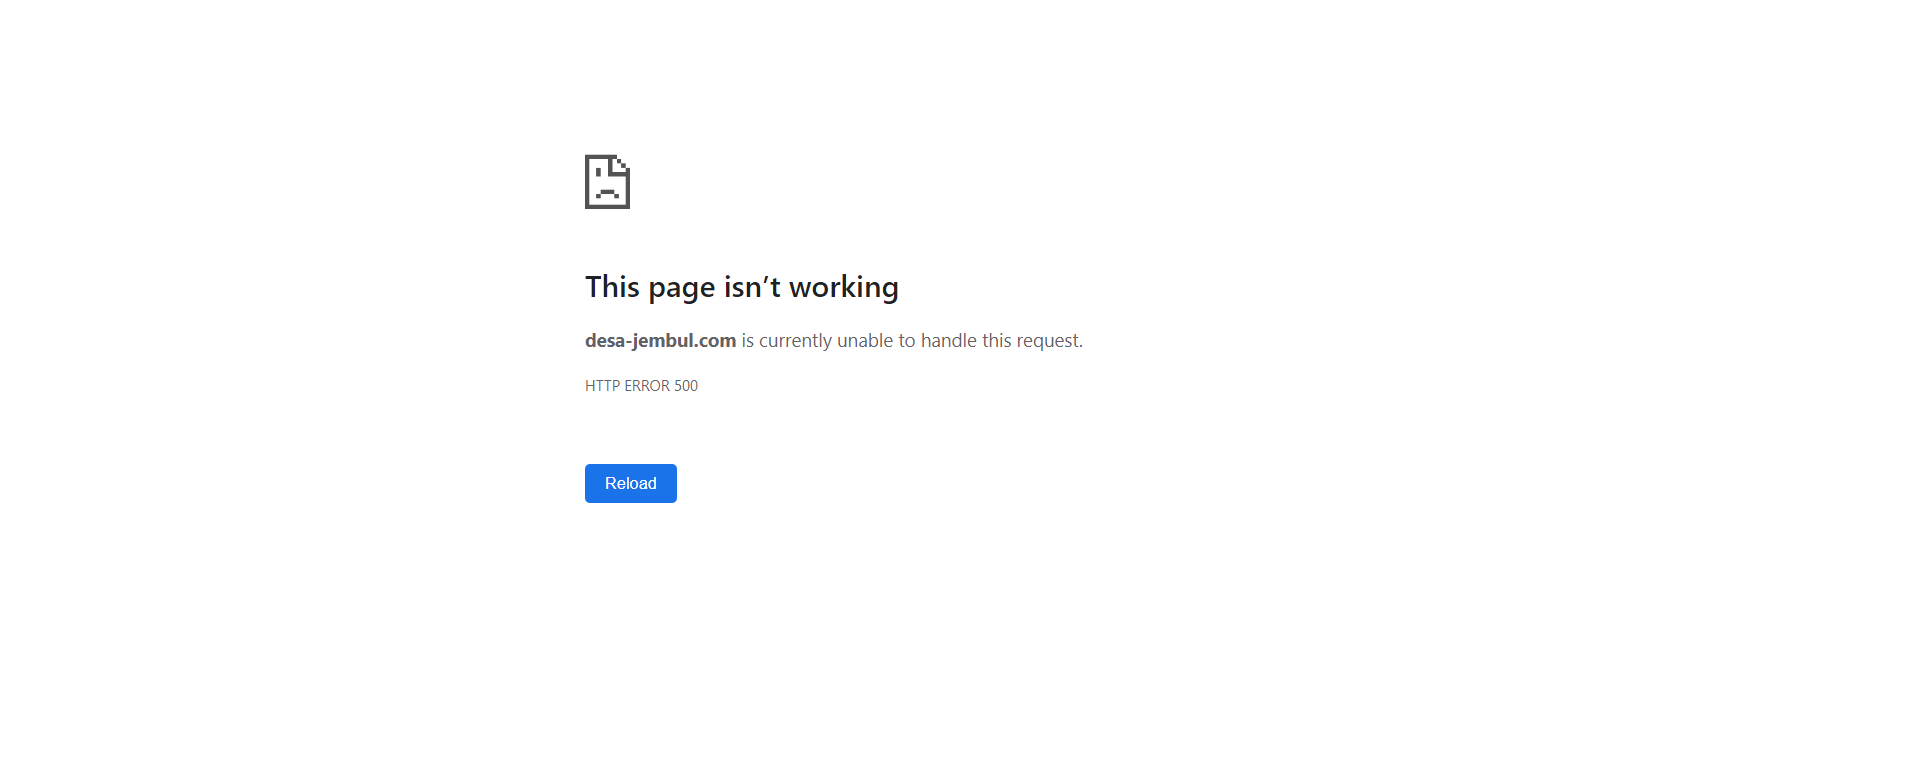 This page isn’t working
desa-jembul.com is currently unable to handle this request.
HTTP ERROR 500
Reload